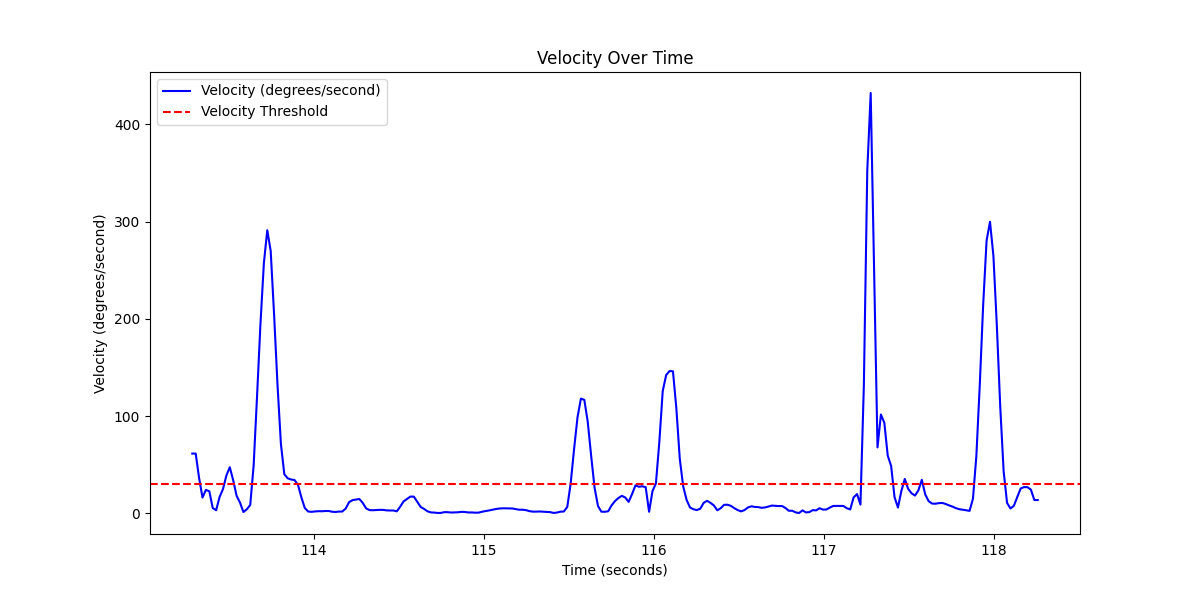 Velocity Over Time
Velocity (degrees/second)
Velocity Threshold
Velocity (degrees/second)
400
300
200
100
0
114
115
116
117
118
Time (seconds)